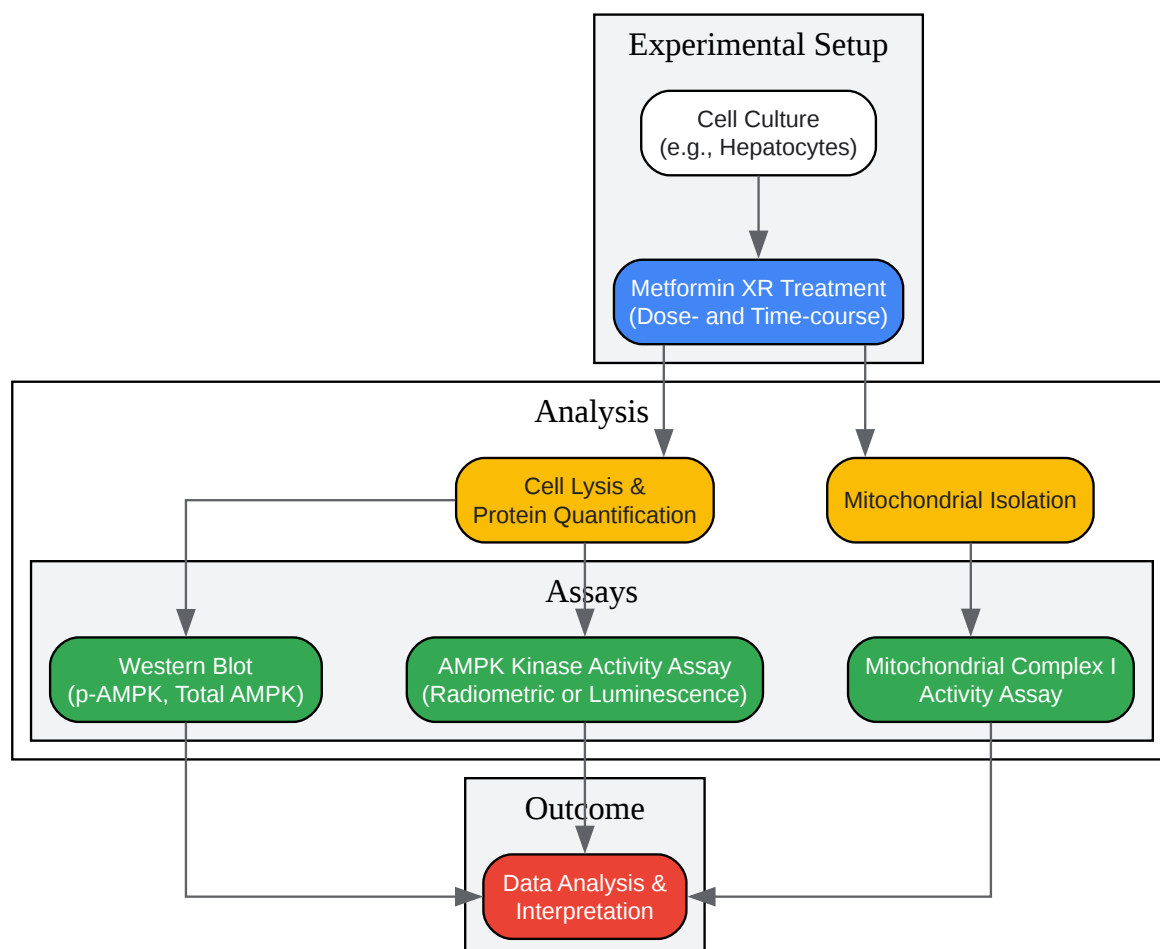 Experimental Setup
Cell Culture
(e.g., Hepatocytes)
Metformin XR Treatment
(Dose- and Time-course)
Analysis
Cell Lysis &
Protein Quantification
Mitochondrial Isolation
Assays
Western Blot
(p-AMPK, Total AMPK)
AMPK Kinase Activity Assay
(Radiometric or Luminescence)
Mitochondrial Complex I
Activity Assay
Outcome
Data Analysis &
Interpretation